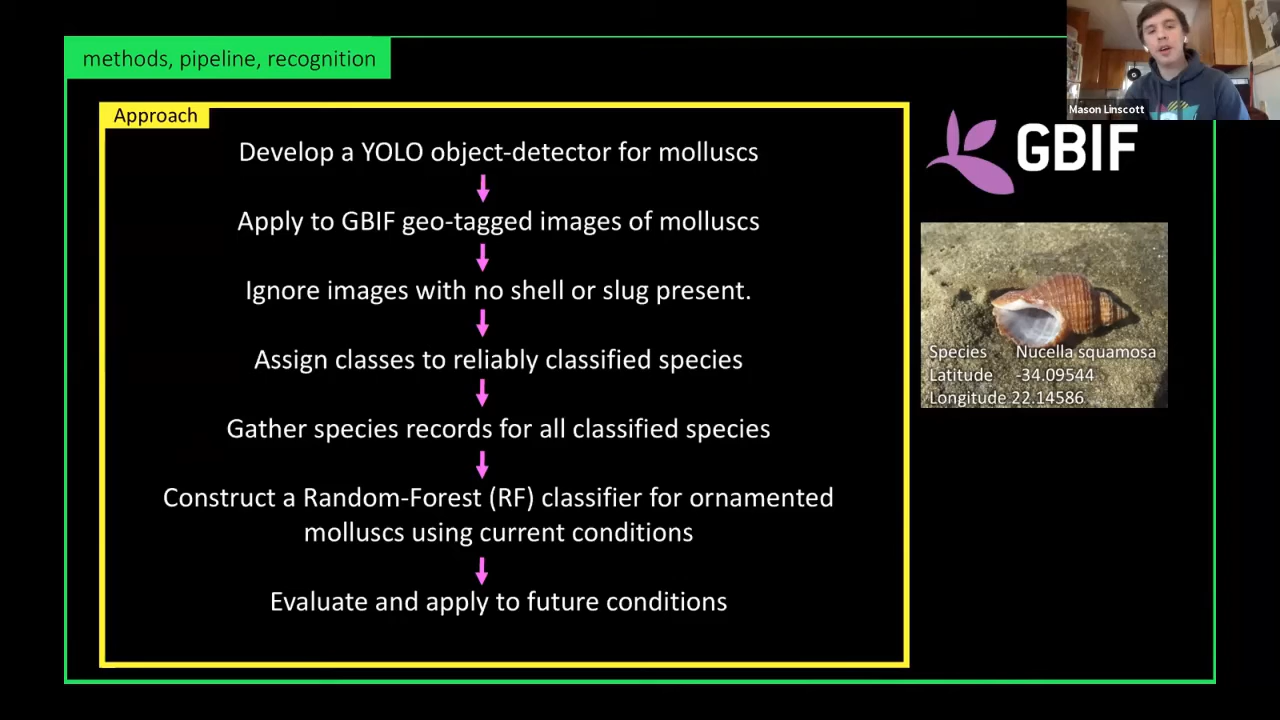 methods, pipeline, recognition
Mason Linscott
Approach
Develop a YOLO object-detector for molluscs
Apply to GBIF geo-tagged images of molluscs
Ignore images with no shell or slug present.
Assign classes to reliably classified species
Gather species records for all classified species
Construct a Random-Forest (RF) classifier for ornamented
molluscs using current conditions
Evaluate and apply to future conditions
GBIF
Species Nucella squamosa
Latitude -34.09544
Longitude 22.14586